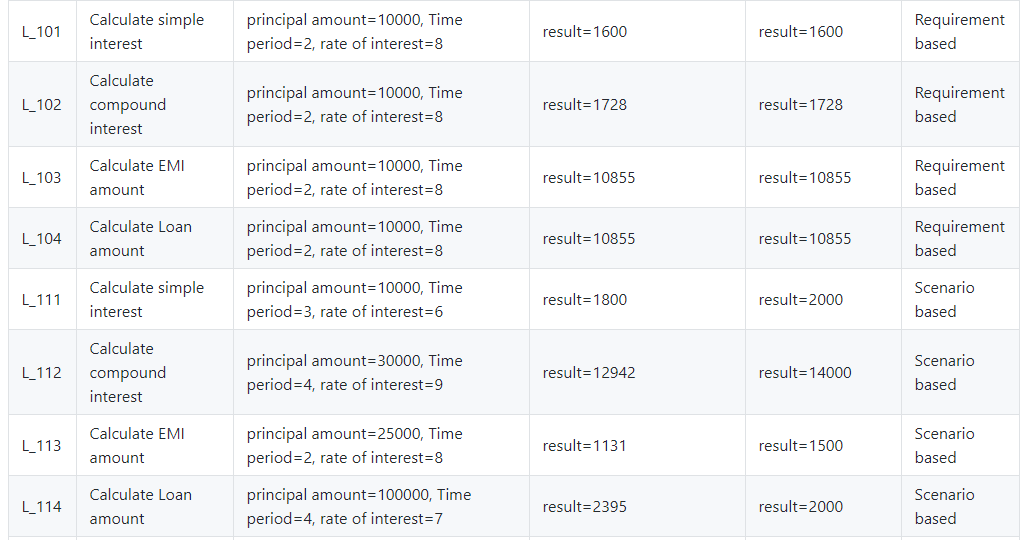 L_101 Calculate simple interest principal amount=10000, Time period=2, rate of interest=8 result=1600 result=1600 Requirement based
L_102 Calculate compound interest principal amount=10000, Time period=2, rate of interest=8 result=1728 result=1728 Requirement based
L_103 Calculate EMI amount principal amount=10000, Time period=2, rate of interest=8 result=10855 result=10855 Requirement based
L_104 Calculate Loan amount principal amount=10000, Time period=2, rate of interest=8 result=10855 result=10855 Requirement based
L_111 Calculate simple interest principal amount=10000, Time period=3, rate of interest=6 result=1800 result=2000 Scenario based
L_112 Calculate compound interest principal amount=30000, Time period=4, rate of interest=9 result=12942 result=14000 Scenario based
L_113 Calculate EMI amount principal amount=25000, Time period=2, rate of interest=8 result=1131 result=1500 Scenario based
L_114 Calculate Loan amount principal amount=100000, Time period=4, rate of interest=7 result=2395 result=2000 Scenario based